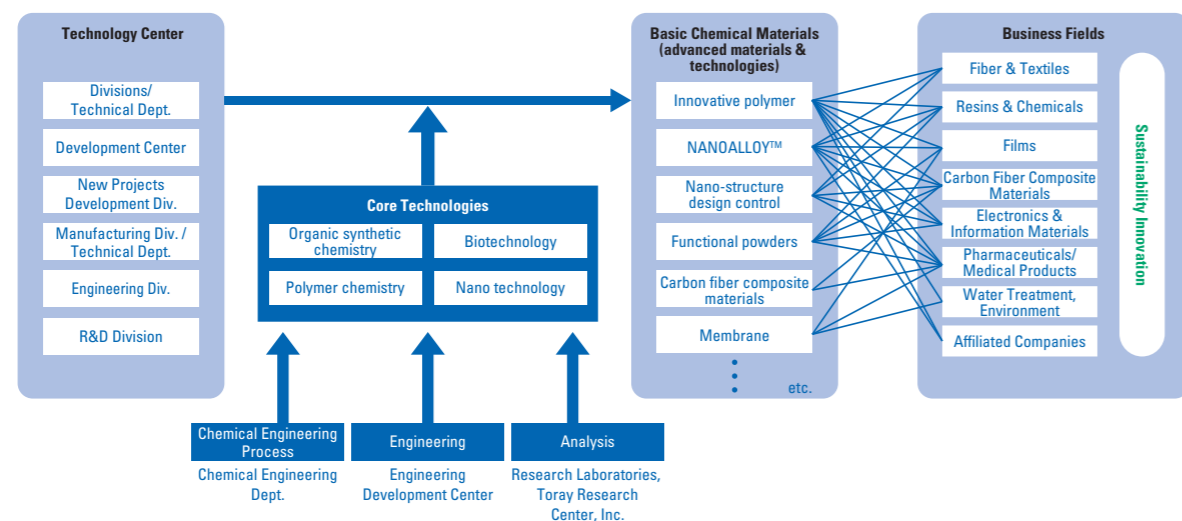 Technology Center
Divisions/
Technical Dept.
Development Center
New Projects
Development Div.
Manufacturing Div. /
Technical Dept.
Engineering Div.
R&D Division
Core Technologies
Organic synthetic
chemistry
Biotechnology
Polymer chemistry
Nano technology
Chemical Engineering
Process
Chemical Engineering
Dept.
Engineering
Engineering
Development Center
Analysis
Research Laboratories,
Toray Research
Center, Inc.
Basic Chemical Materials
(advanced materials &
technologies)
Innovative polymer
NANOALLOY™
Nano-structure
design control
Functional powders
Carbon fiber composite
materials
Membrane
etc.
Business Fields
Fiber & Textiles
Resins & Chemicals
Films
Carbon Fiber Composite
Materials
Electronics &
Information Materials
Pharmaceuticals/
Medical Products
Water Treatment,
Environment
Affiliated Companies
Sustainability Innovation